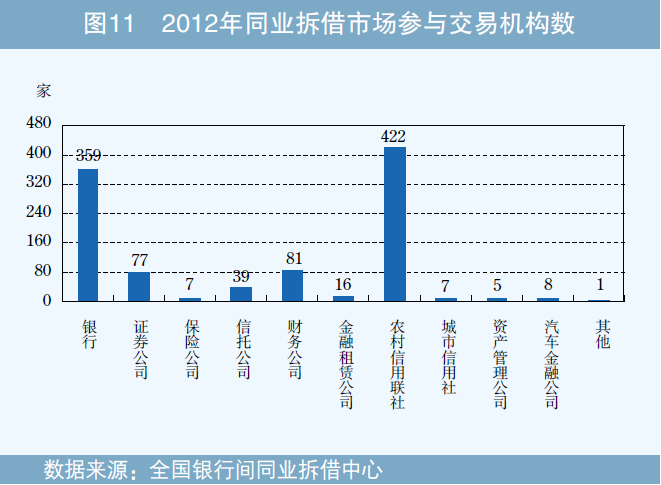 图11 2012年同业拆借市场参与交易机构数
家
480
400
320
240
160
80
0
359
77
7
39
81
16
422
7
5
8
1
银行
证券公司
保险公司
信托公司
财务公司
金融租赁公司
农村信用联社
城市信用社
资产管理公司
汽车金融公司
其他
数据来源：全国银行间同业拆借中心